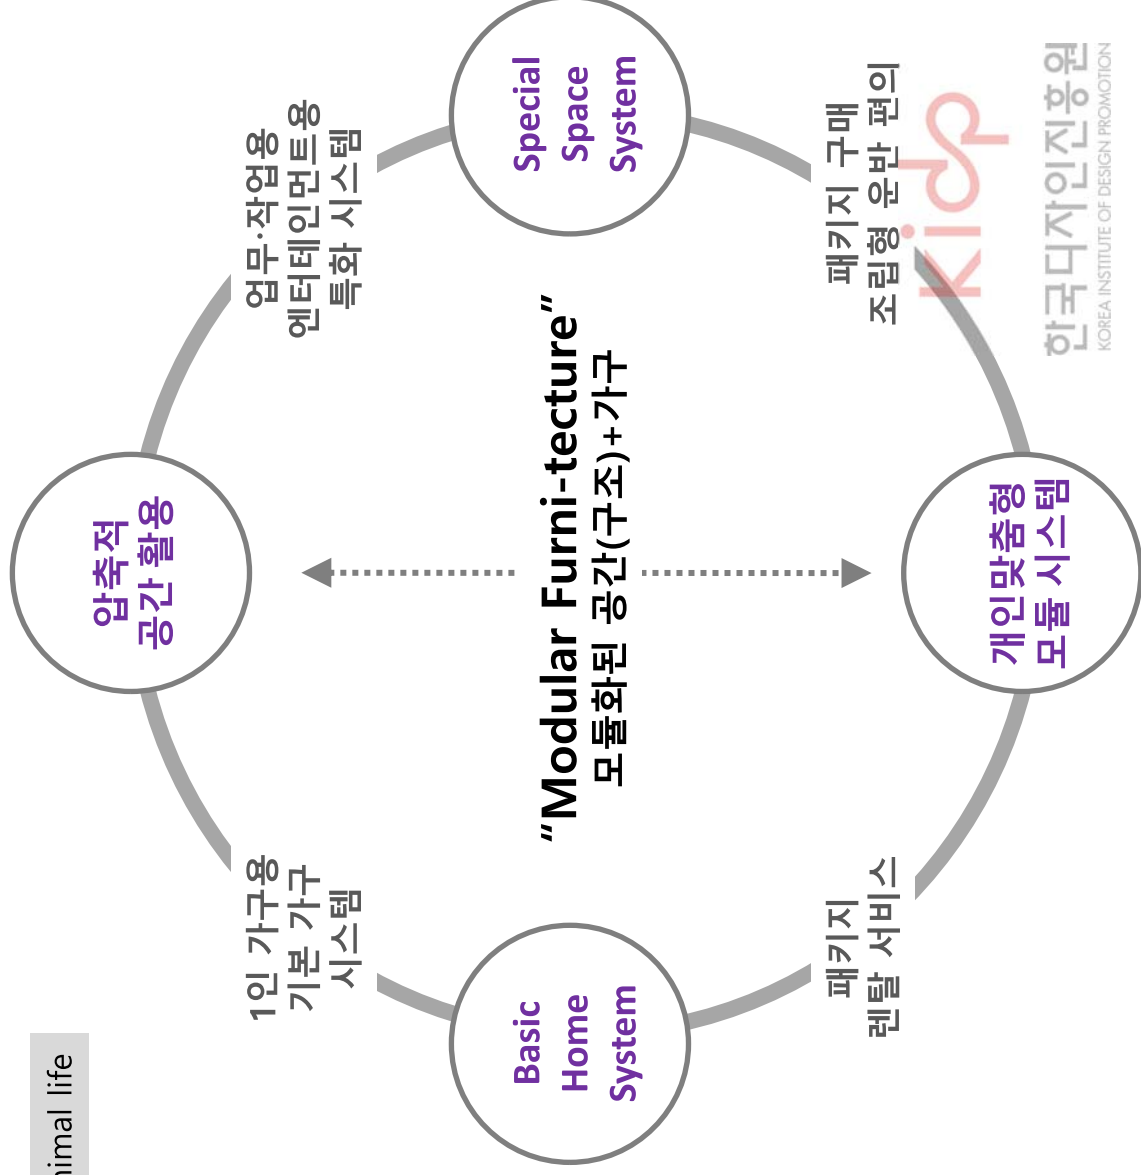 nimal life
압축적
공간 활용
1인 가구용
기본 가구
시스템
업무·작업용
엔터테인먼트용
특화 시스템
Basic
Home
System
“Modular Furni-tecture”
모듈화된 공간(구조)+가구
Special
Space
System
패키지
렌탈 서비스
패키지 구매
조립형 운반 편의
개인맞춤형
모듈 시스템
kidp
한국디자인진흥원
KOREA INSTITUTE OF DESIGN PROMOTION